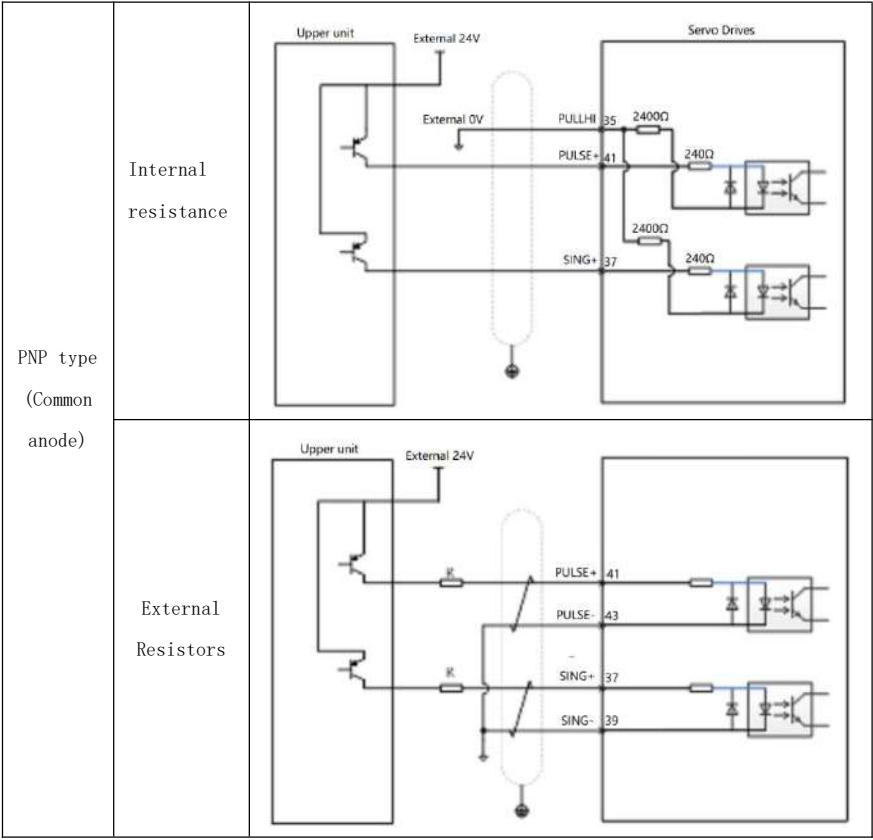 PNP type
(Common
anode)
Internal
resistance
Upper unit
External 24V
Servo Drives
External 0V
PULLHI
35
2400Ω
PULSE+
41
240Ω
2400Ω
SING+
37
240Ω
External
Resistors
Upper unit
External 24V
R
PULSE+
41
PULSE-
43
R
SING+
37
SING-
39